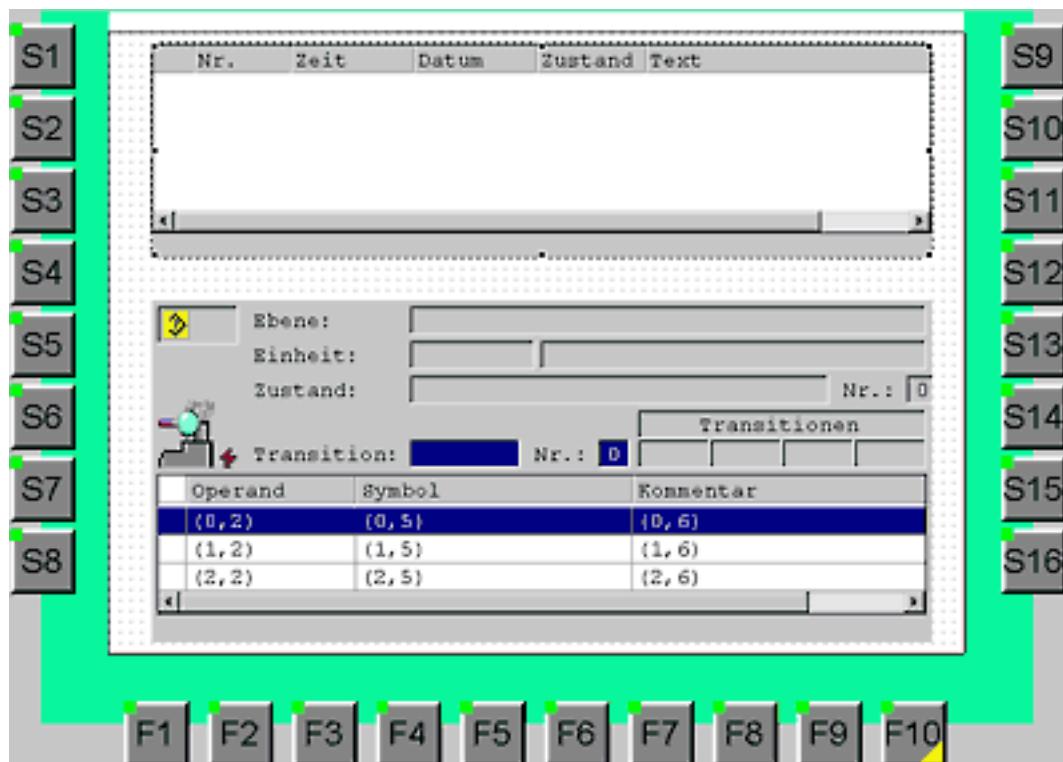 S1
S2
S3
S4
S5
S6
S7
S8
Nr. Zeit Datum Zustand Text
Ebene:
Einheit:
Zustand: Nr.: 0
Transitionen
Transition: Nr.: 0
Operand Symbol Kommentar
(0,2) (0,5) (0,6)
(1,2) (1,5) (1,6)
(2,2) (2,5) (2,6)
S9
S10
S11
S12
S13
S14
S15
S16
F1 F2 F3 F4 F5 F6 F7 F8 F9 F10